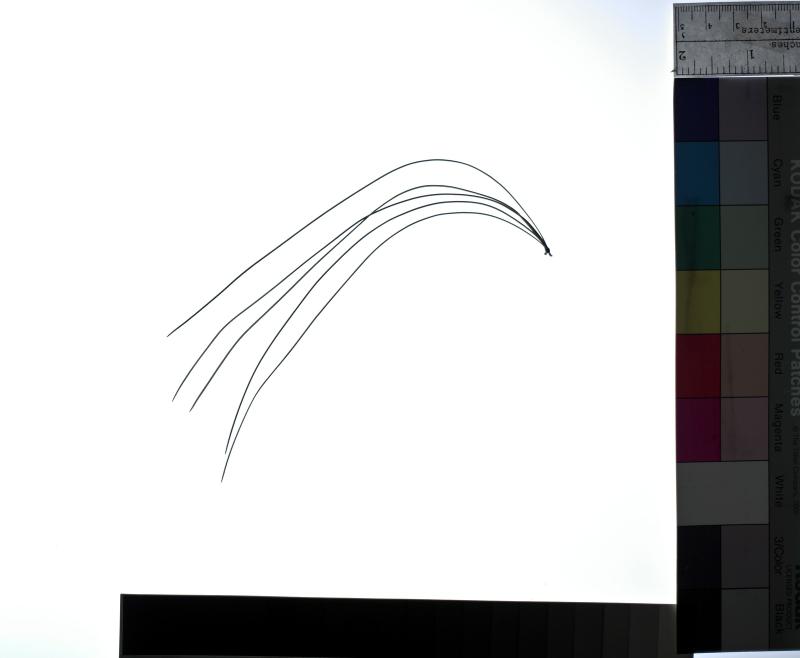 5 4 3 2
centimeters
inches
2 1
Blue
Cyan
Green
Yellow
Red
Magenta
White
3/Color
Black
KODAK Color Control Patches